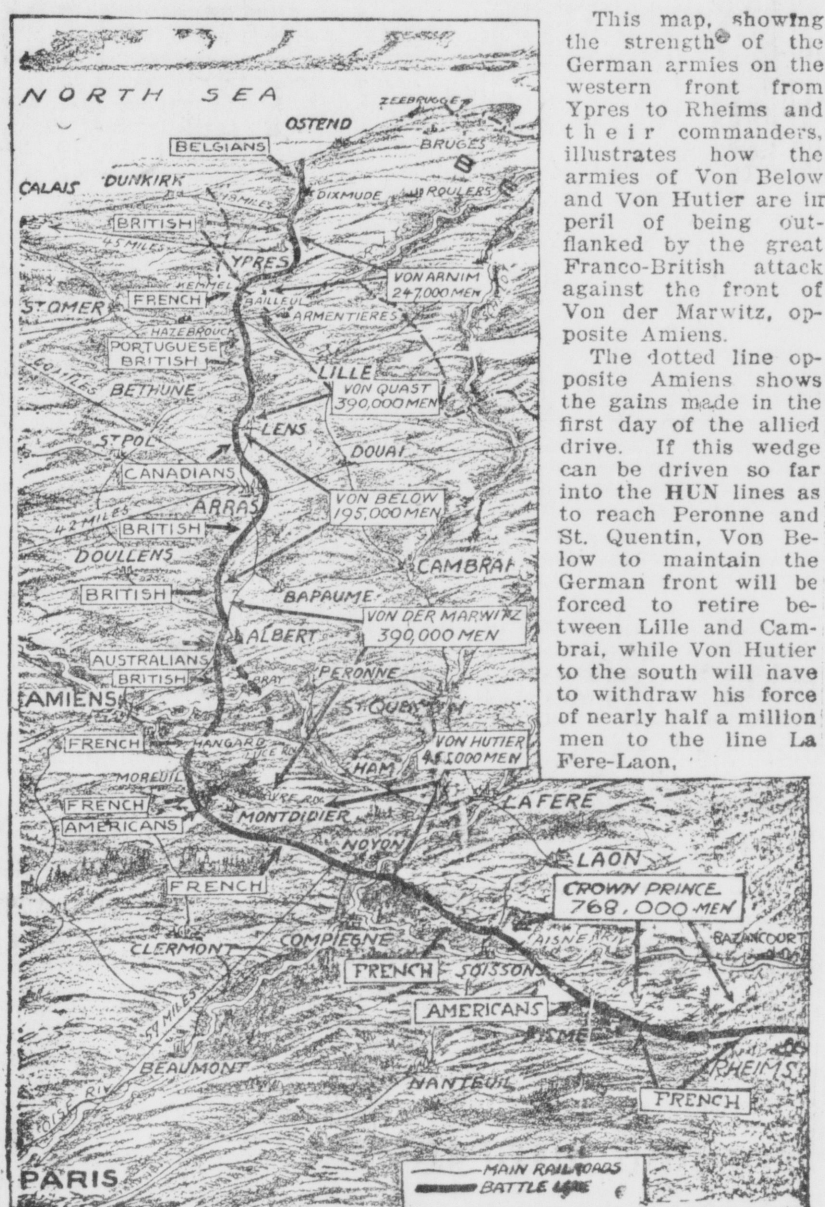 This map, showing
the strength of the
German armies on the
western front from
Ypres to Rheims and
their commanders,
illustrates how the
armies of Von Below
and Von Hutier are in
peril of being out-
flanked by the great
Franco-British attack
against the front of
Von der Marwitz, op-
posite Amiens.
The dotted line op-
posite Amiens shows
the gains made in the
first day of the allied
drive. If this wedge
can be driven so far
into the HUN lines as
to reach Peronne and
St. Quentin, Von Be-
low to maintain the
German front will be
forced to retire be-
tween Lille and Cam-
brai, while Von Hutier
to the south will have
to withdraw his force
of nearly half a million
men to the line La
Fere-Laon,
NORTH SEA
ZEEBRUGGE
OSTEND
BRUGES
BELGIANS
CALAIS
DUNKIRK
MILES
DIXMUDE
ROULERS
BRITISH
45 MILES
YPRES
VON ARNIM
247,000 MEN
KEMMEL
FRENCH
BAILLEUL
ST OMER
ARMENTIERES
HAZEBROUCK
PORTUGUESE
BRITISH
LILLE
60 MILES
BETHUNE
VON QUAST
390,000 MEN
LENS
ST POL
DOUAI
CANADIANS
ARRAS
VON BELOW
195,000 MEN
42 MILES
BRITISH
DOULLENS
CAMBRAI
BRITISH
BAPAUME
VON DER MARWITZ
390,000 MEN
ALBERT
AUSTRALIANS
BRITISH
BRAY
PERONNE
AMIENS
ST QUENTIN
FRENCH
HANGARD
VON HUTIER
MEN
HAM
MOREUIL
FRENCH
AMERICANS
MONTDIDIER
LA FERE
NOYON
LAON
FRENCH
CROWN PRINCE
768,000 MEN
CLERMONT
COMPIEGNE
AISNE RIV
BAZANCOURT
FRENCH
SOISSONS
57 MILES
AMERICANS
BEAUMONT
RHEIMS
NANTEUIL
FRENCH
OISE RIV
PARIS
MAIN RAILROADS
BATTLE LINE